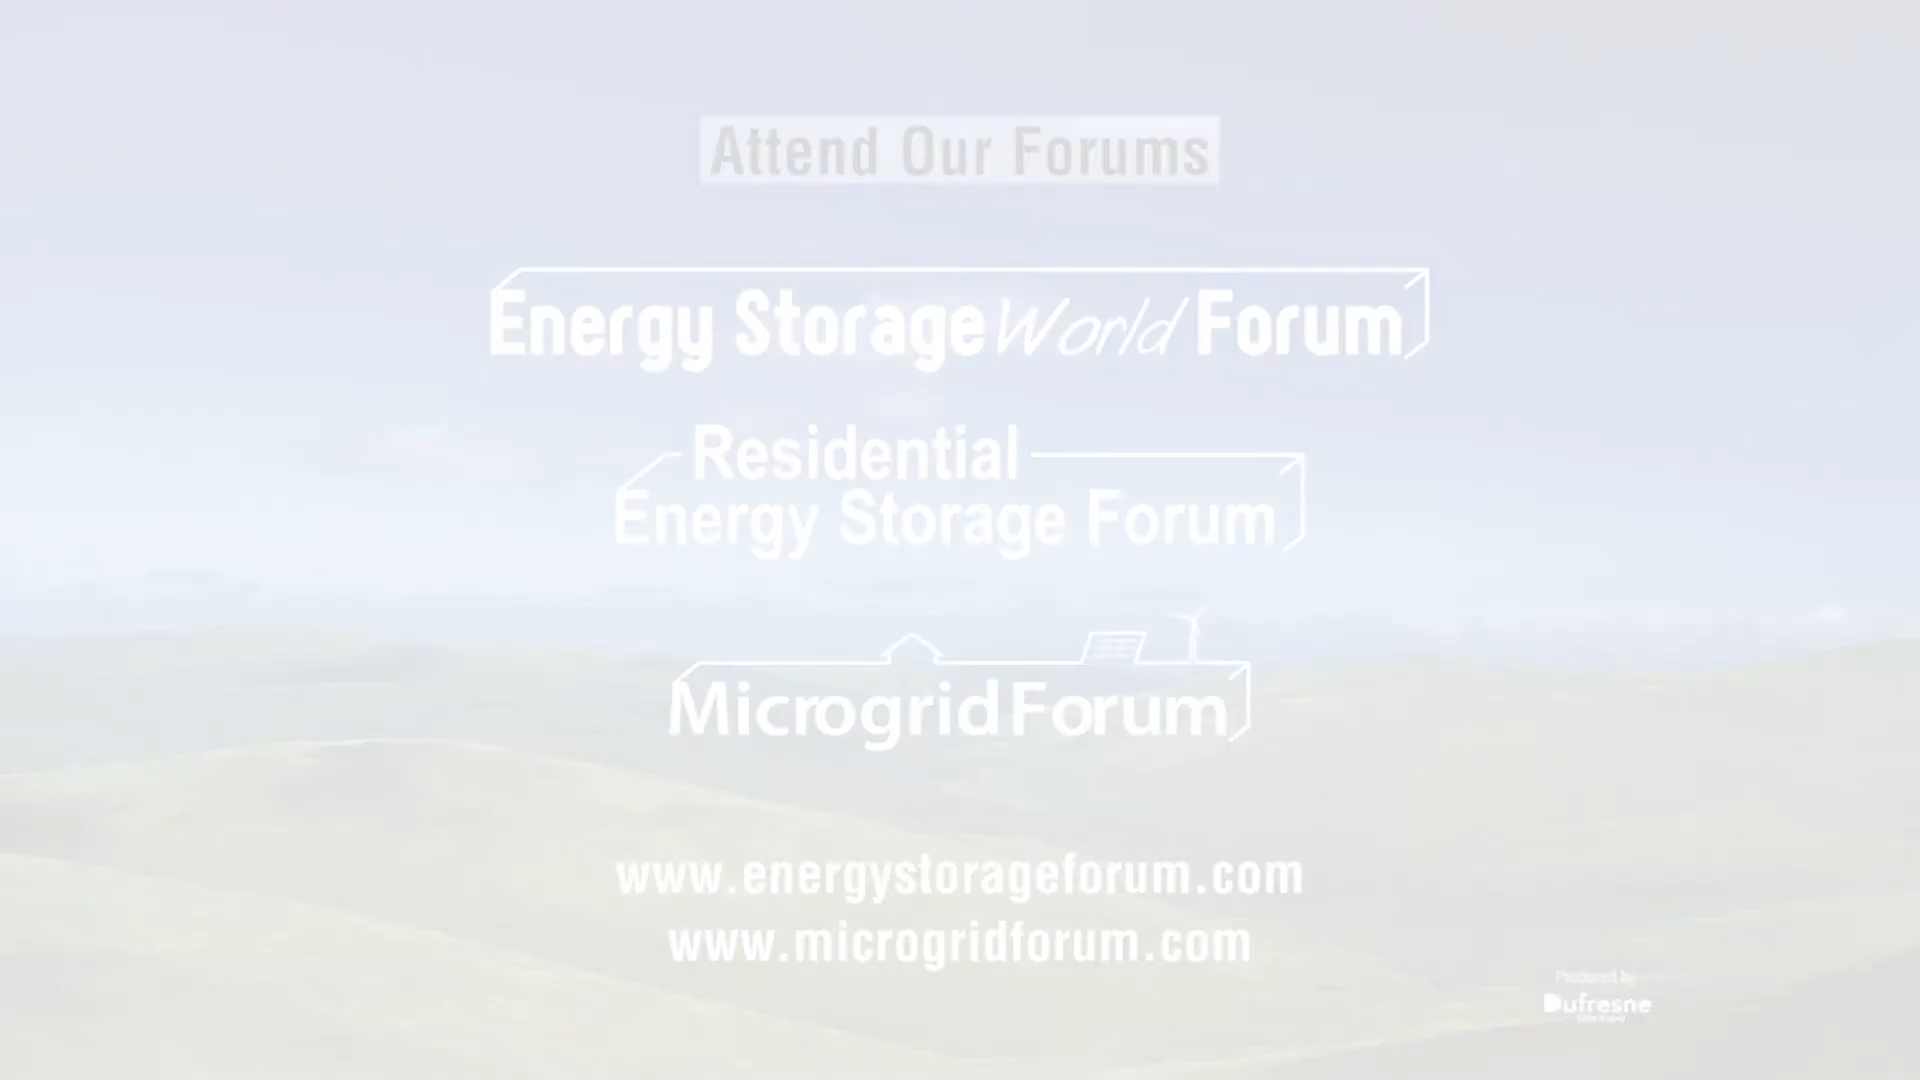 Attend Our Forums
Energy Storage World Forum
Residential
Energy Storage Forum
Microgrid Forum
www.energystorageforum.com
www.microgridforum.com
Produced by
Dufresne